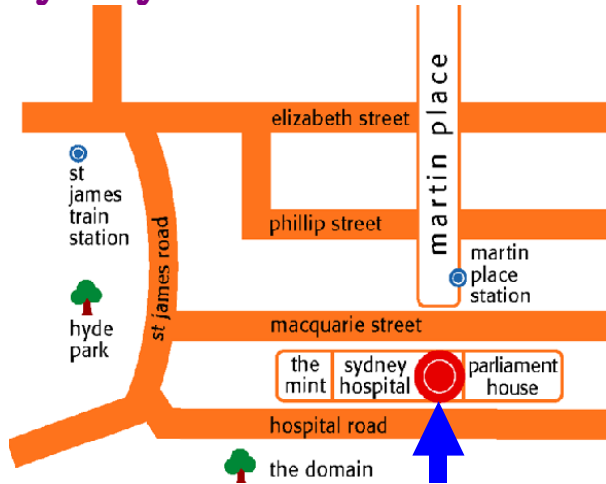 elizabeth street
martin place
st
james
train
station
phillip street
st james road
martin
place
station
hyde
park
macquarie street
the
mint
sydney
hospital
parliament
house
hospital road
the domain